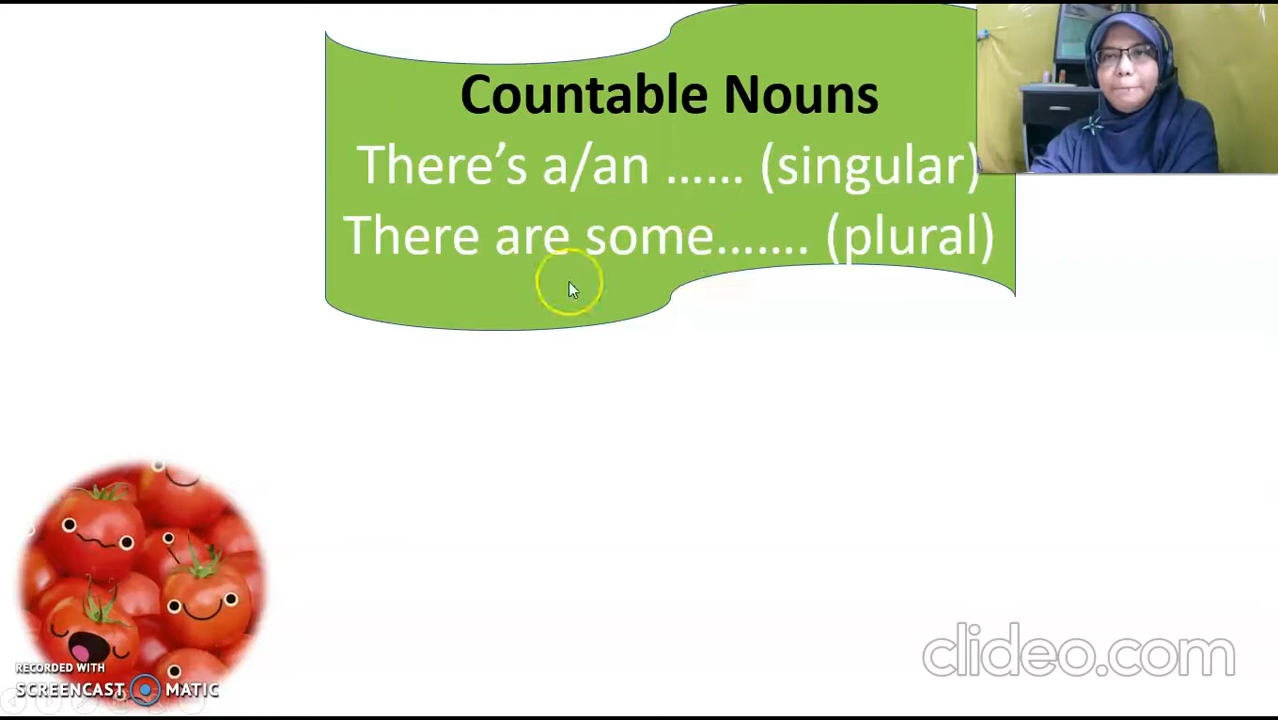 Countable Nouns
There's a/an ...... (singular)
There are some....... (plural)
RECORDED WITH
SCREENCAST MATIC
clideo.com